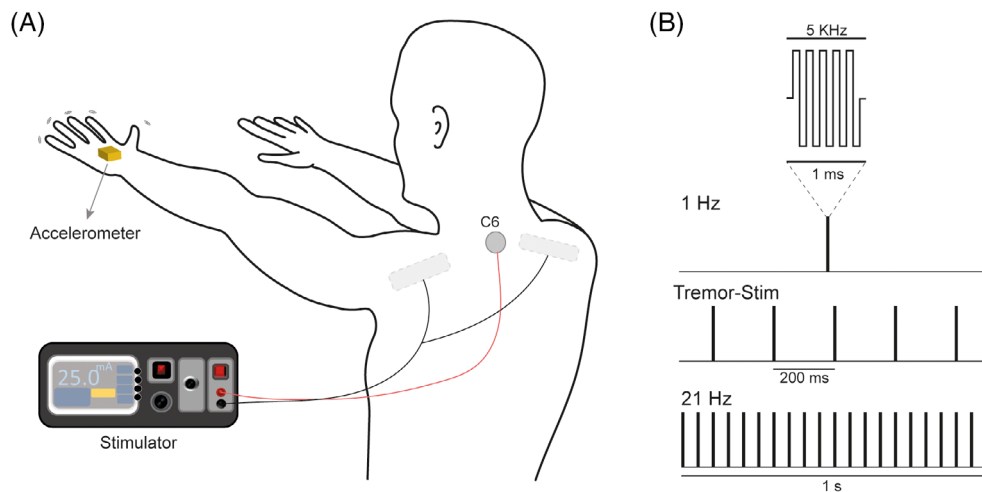 (A)
Accelerometer
C6
25.0 mA
Stimulator
(B)
5 KHz
1 ms
1 Hz
Tremor-Stim
200 ms
21 Hz
1 s